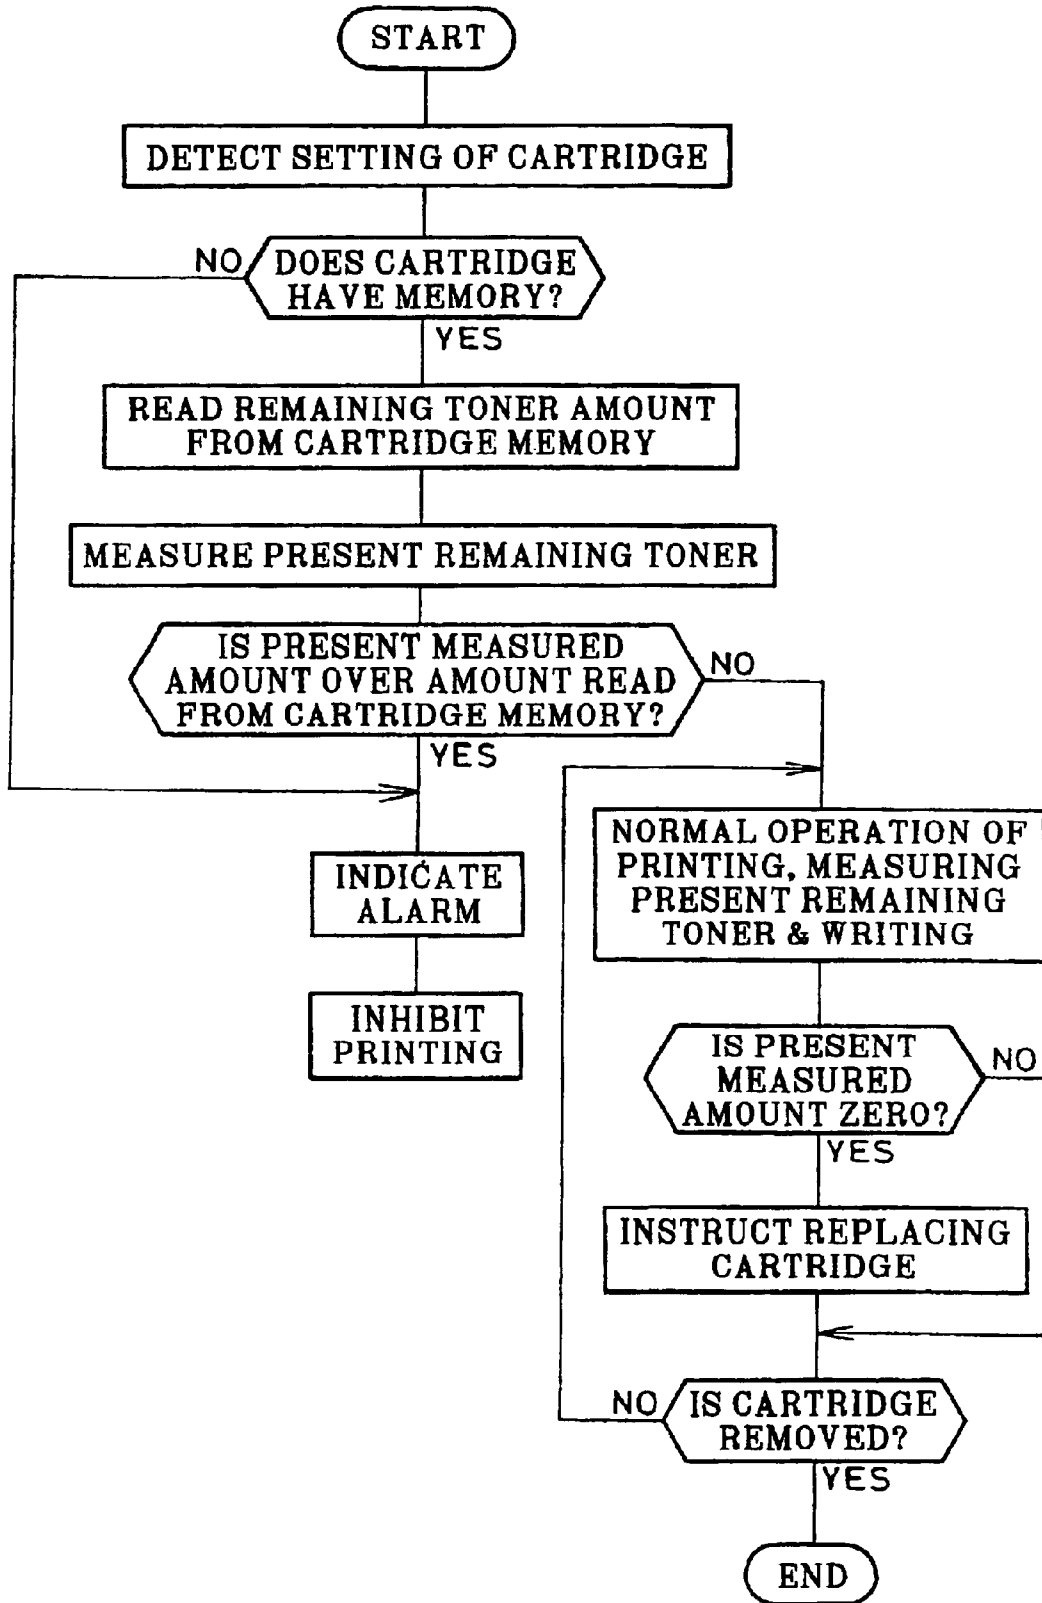 START
DETECT SETTING OF CARTRIDGE
NO
DOES CARTRIDGE
HAVE MEMORY?
YES
READ REMAINING TONER AMOUNT
FROM CARTRIDGE MEMORY
MEASURE PRESENT REMAINING TONER
IS PRESENT MEASURED
AMOUNT OVER AMOUNT READ
FROM CARTRIDGE MEMORY?
NO
YES
INDICATE
ALARM
INHIBIT
PRINTING
NORMAL OPERATION OF
PRINTING, MEASURING
PRESENT REMAINING
TONER & WRITING
IS PRESENT
MEASURED
AMOUNT ZERO?
NO
YES
INSTRUCT REPLACING
CARTRIDGE
NO
IS CARTRIDGE
REMOVED?
YES
END